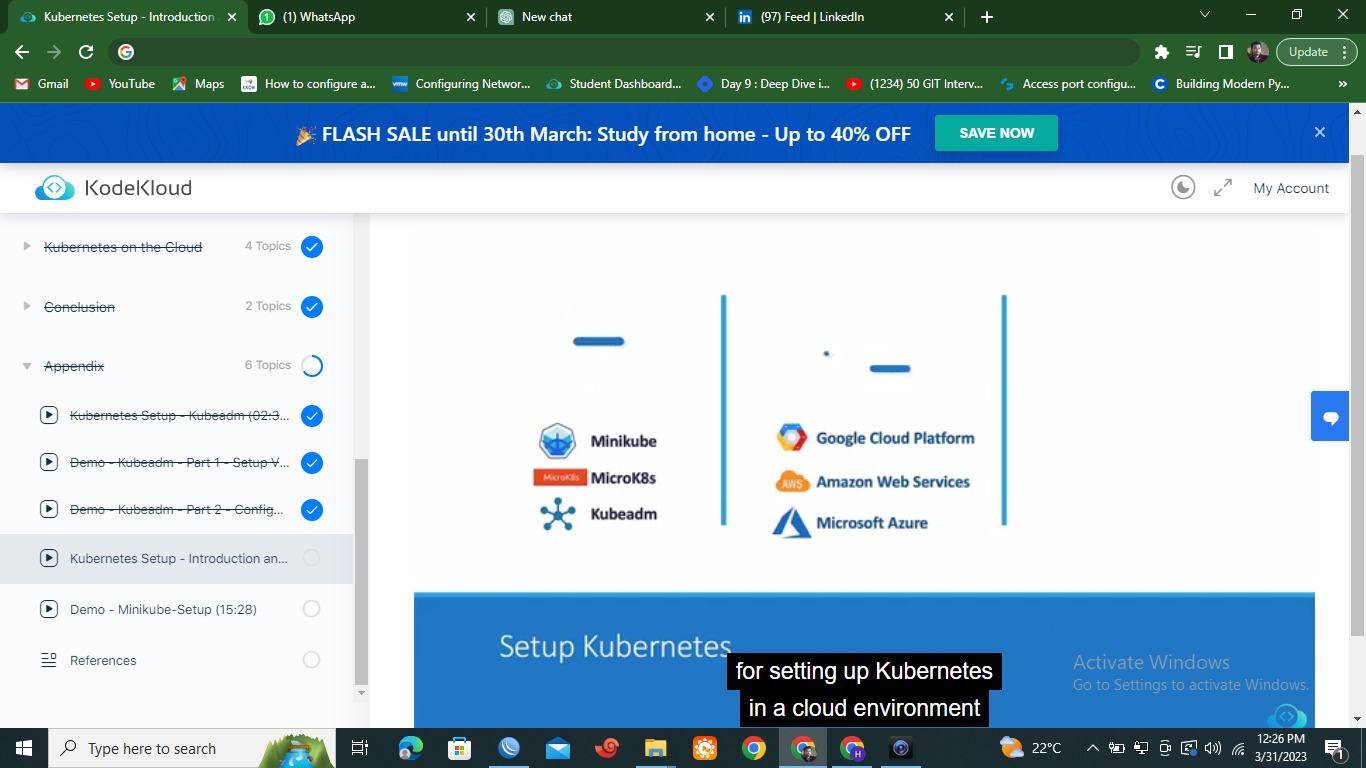 Kubernetes Setup - Introduction
(1) WhatsApp
New chat
(97) Feed | LinkedIn
Update
Gmail
YouTube
Maps
How to configure a...
Configuring Networ...
Student Dashboard...
Day 9 : Deep Dive i...
(1234) 50 GIT Interv...
Access port configu...
Building Modern Py...
»
FLASH SALE until 30th March: Study from home - Up to 40% OFF
SAVE NOW
KodeKloud
My Account
Kubernetes on the Cloud 4 Topics
Conclusion 2 Topics
Appendix 6 Topics
Kubernetes Setup - Kubeadm (02:3...
Demo - Kubeadm - Part 1 - Setup V...
Demo - Kubeadm - Part 2 - Config...
Kubernetes Setup - Introduction an...
Demo - Minikube-Setup (15:28)
References
Minikube
MicroK8s MicroK8s
Kubeadm
Google Cloud Platform
AWS Amazon Web Services
Microsoft Azure
Setup Kubernetes
for setting up Kubernetes
in a cloud environment
Activate Windows
Go to Settings to activate Windows.
Type here to search
22°C
12:26 PM
3/31/2023
1